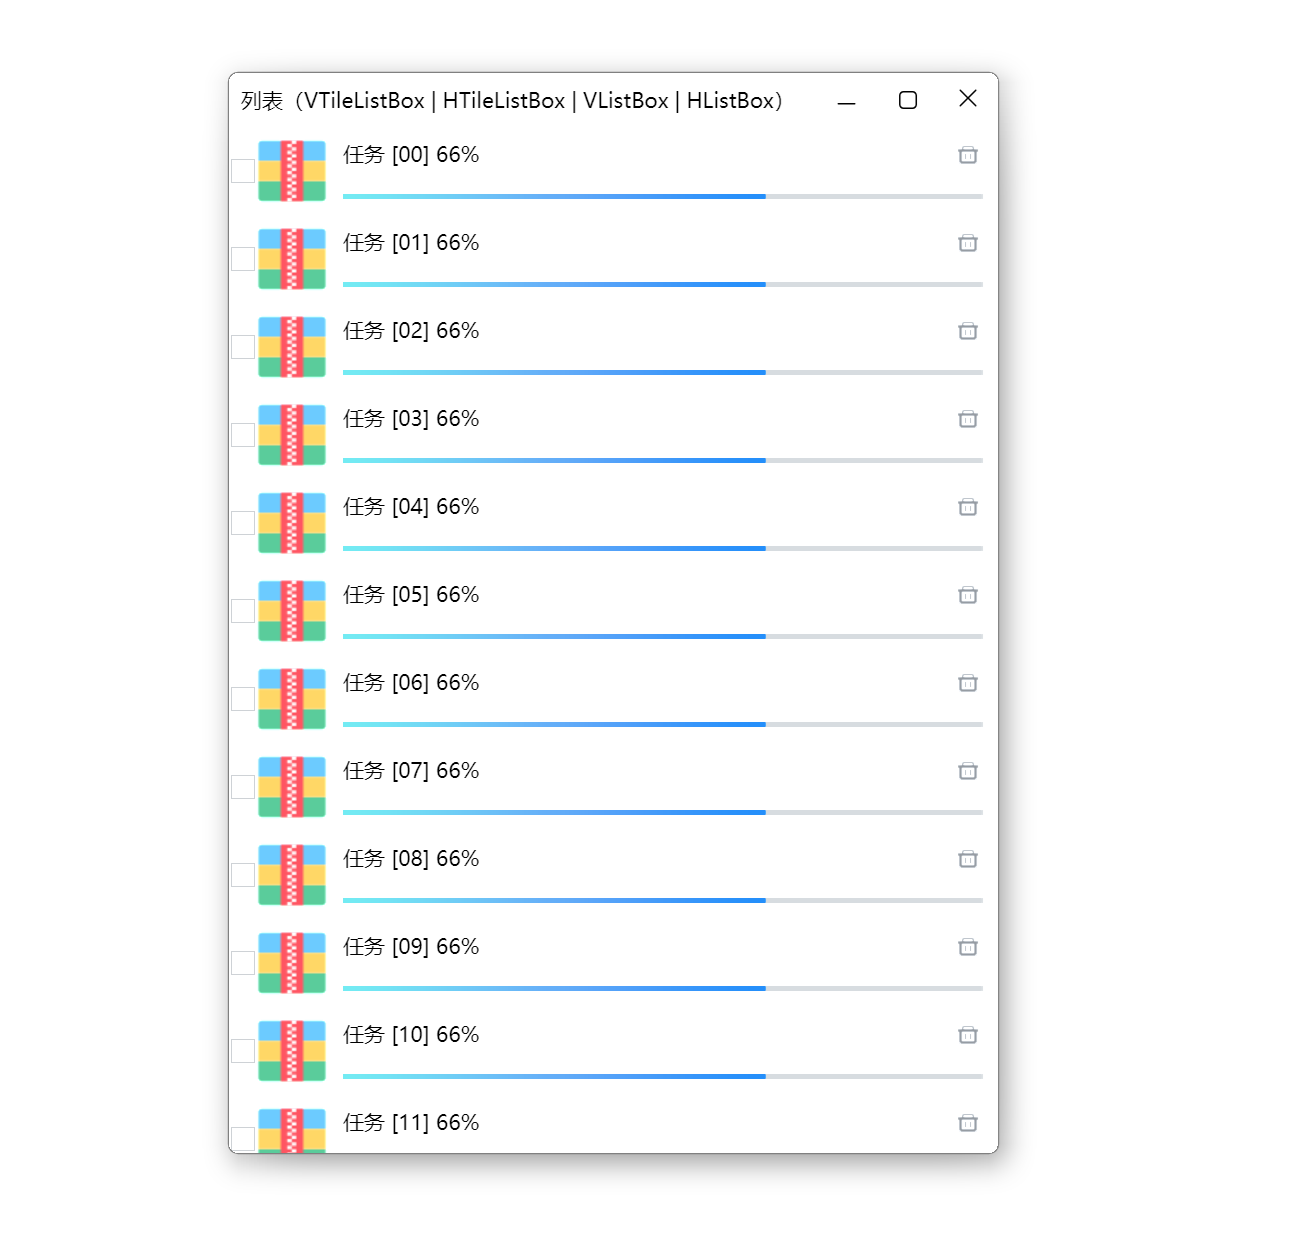 列表（VTileListBox | HTileListBox | VListBox | HListBox）
任务 [00] 66%
任务 [01] 66%
任务 [02] 66%
任务 [03] 66%
任务 [04] 66%
任务 [05] 66%
任务 [06] 66%
任务 [07] 66%
任务 [08] 66%
任务 [09] 66%
任务 [10] 66%
任务 [11] 66%